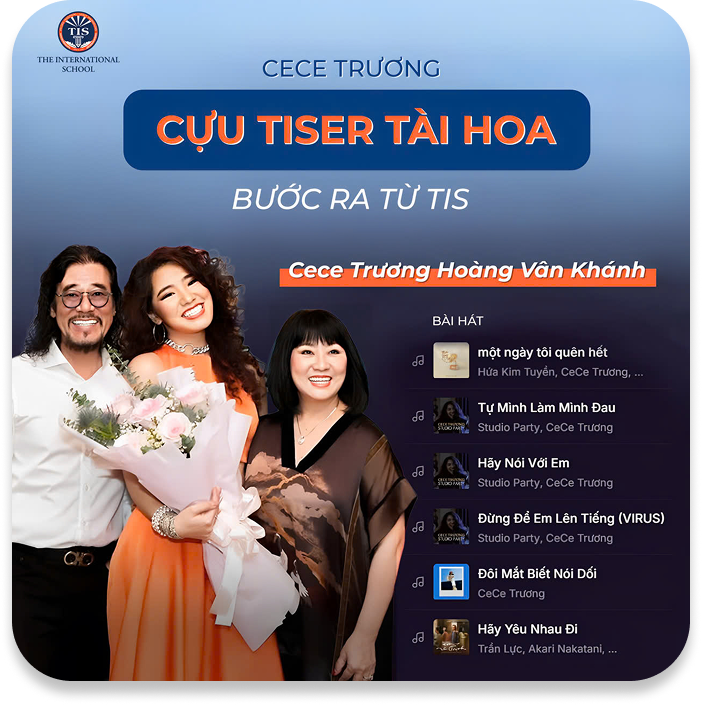 TIS
THE INTERNATIONAL
SCHOOL
CECE TRƯƠNG
CỰU TISER TÀI HOA
BƯỚC RA TỪ TIS
Cece Trương Hoàng Vân Khánh
BÀI HÁT
một ngày tôi quên hết
Hứa Kim Tuyền, CeCe Trương, ...
Tự Mình Làm Mình Đau
Studio Party, CeCe Trương
Hãy Nói Với Em
Studio Party, CeCe Trương
Đừng Để Em Lên Tiếng (VIRUS)
Studio Party, CeCe Trương
Đôi Mắt Biết Nói Dối
CeCe Trương
Hãy Yêu Nhau Đi
Trần Lực, Akari Nakatani, ...